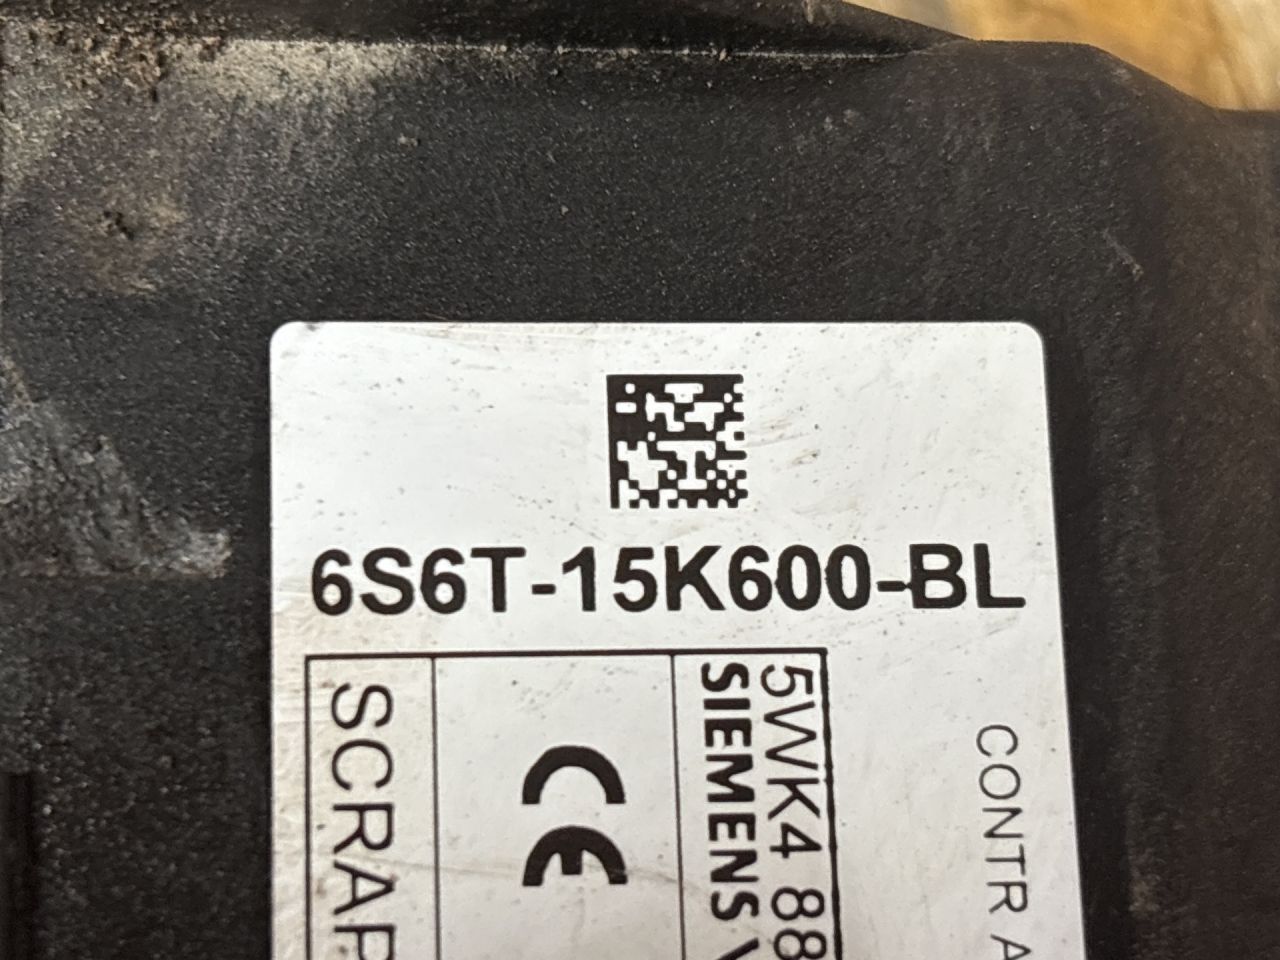 6S6T-15K600-BL
CONTR A
5WK4 88
SIEMENS V
CE
SCRAP